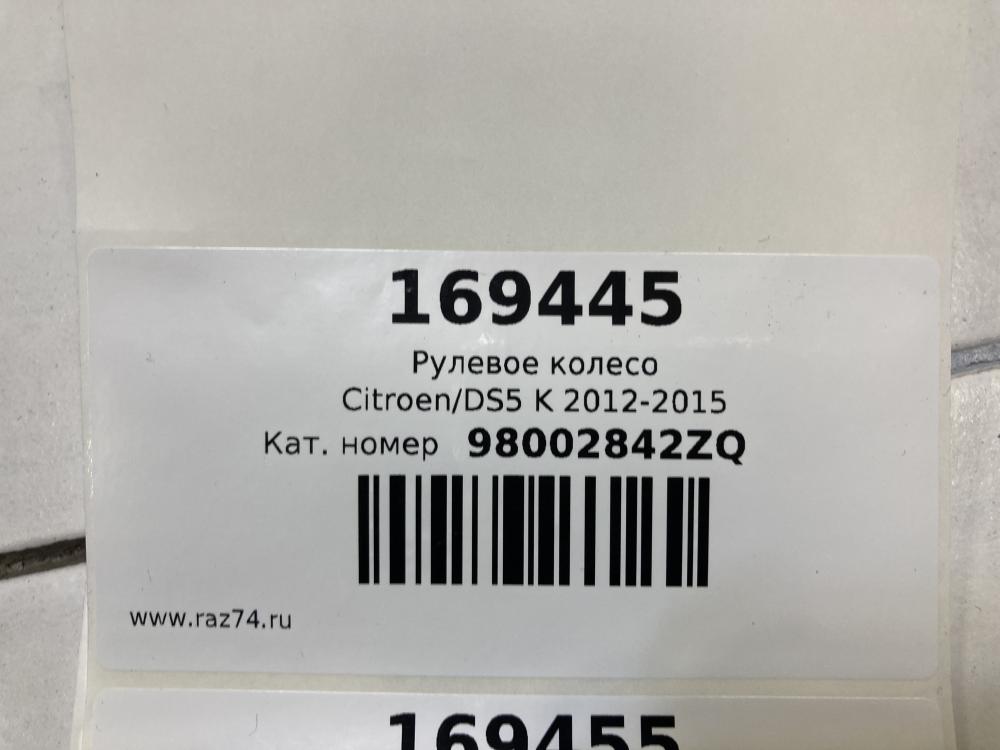 169445
Рулевое колесо
Citroen/DS5 K 2012-2015
Кат. номер 98002842ZQ
www.raz74.ru
169455